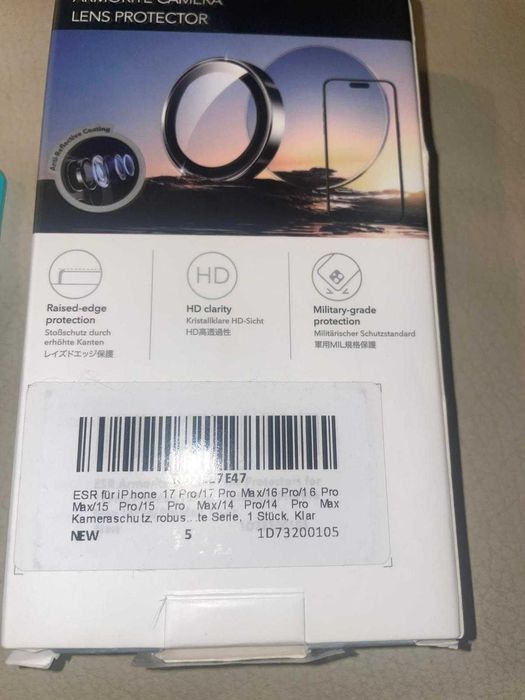 ARMORITE CAMERA
LENS PROTECTOR
Anti-Reflective Coating
Raised-edge
protection
Stoßschutz durch
erhöhte Kanten
レイズドエッジ保護
HD
HD clarity
Kristallklare HD-Sicht
HD高透過性
Military-grade
protection
Militärischer Schutzstandard
軍用MIL規格保護
ESR für iPhone 17 Pro/17 Pro Max/16 Pro/16 Pro
Max/15 Pro/15 Pro Max/14 Pro/14 Pro Max
Kameraschutz, robus...te Serie, 1 Stück, Klar
NEW 5 1D73200105